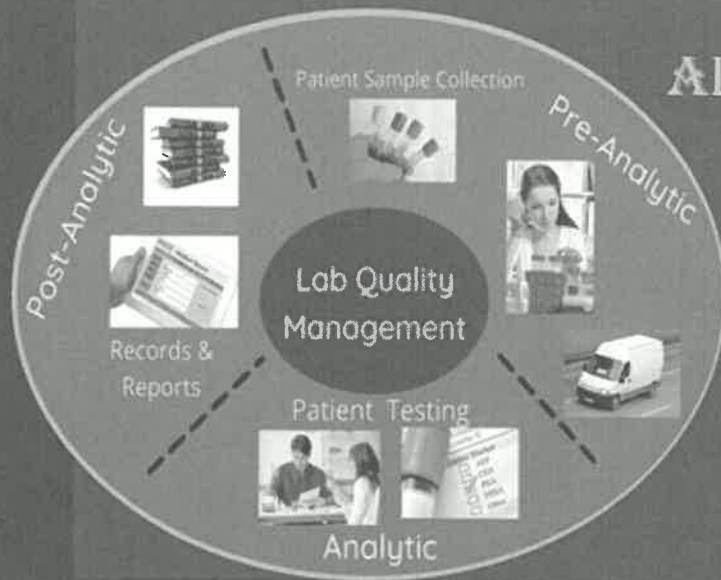 Patient Sample Collection
Pre-Analytic
Post-Analytic
Lab Quality
Management
Records &
Reports
Patient Testing
Analytic